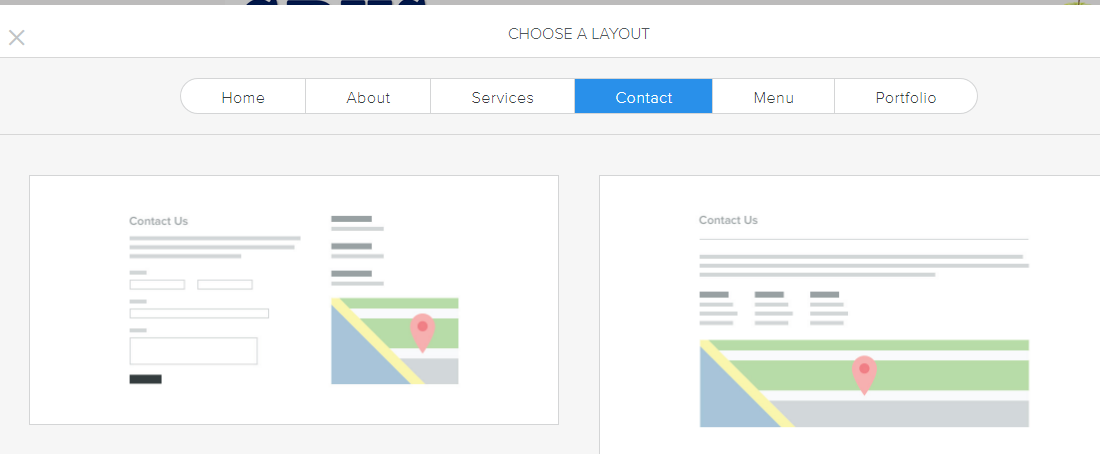 CHOOSE A LAYOUT
Home About Services Contact Menu Portfolio
Contact Us
Contact Us